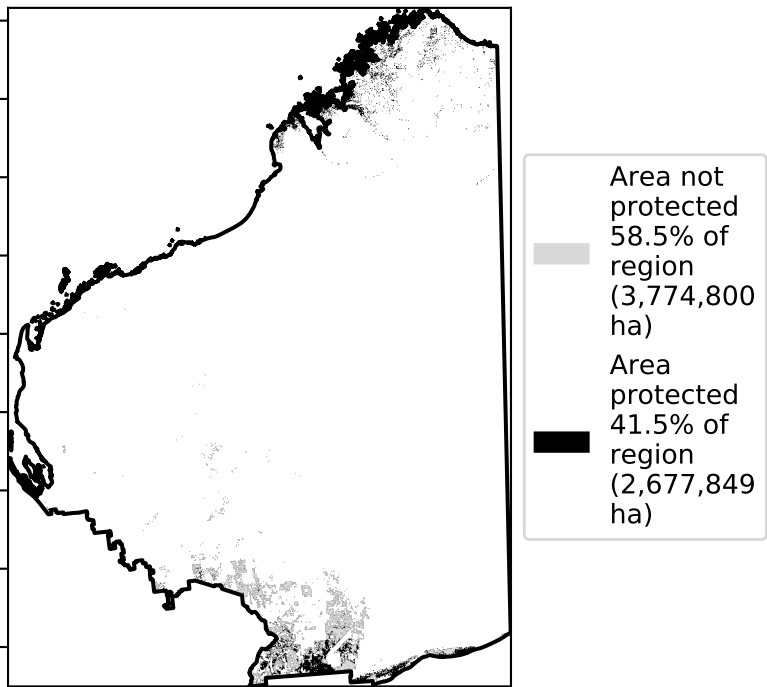 Area not
protected
58.5% of
region
(3,774,800
ha)
Area
protected
41.5% of
region
(2,677,849
ha)